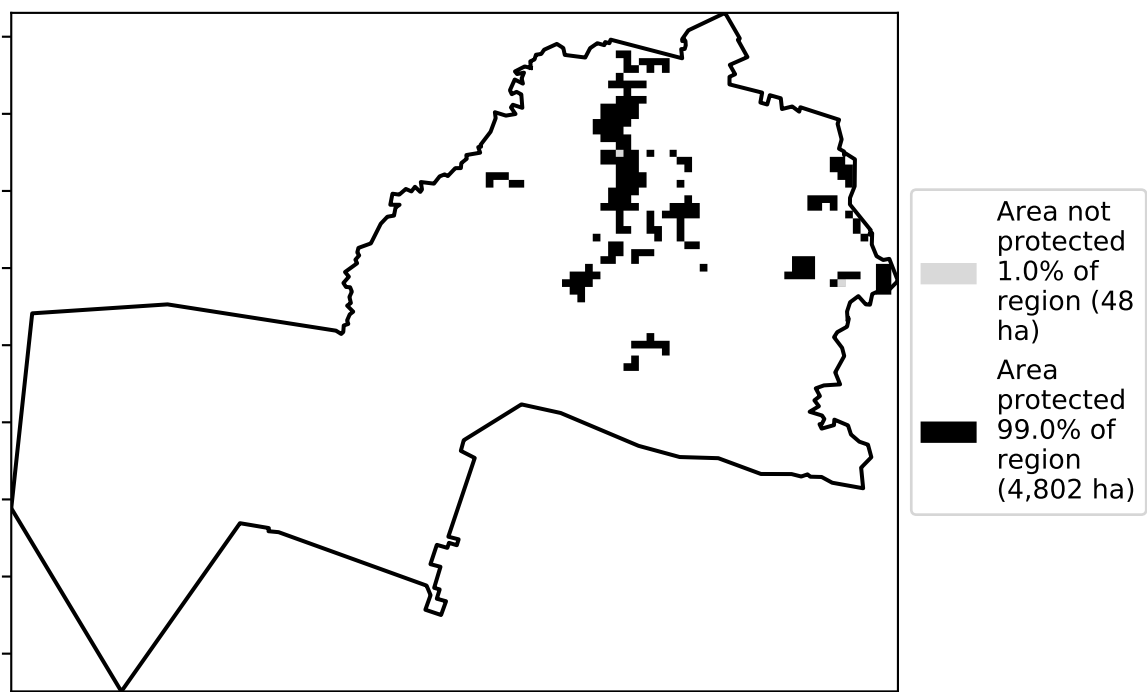 Area not
protected
1.0% of
region (48
ha)
Area
protected
99.0% of
region
(4,802 ha)